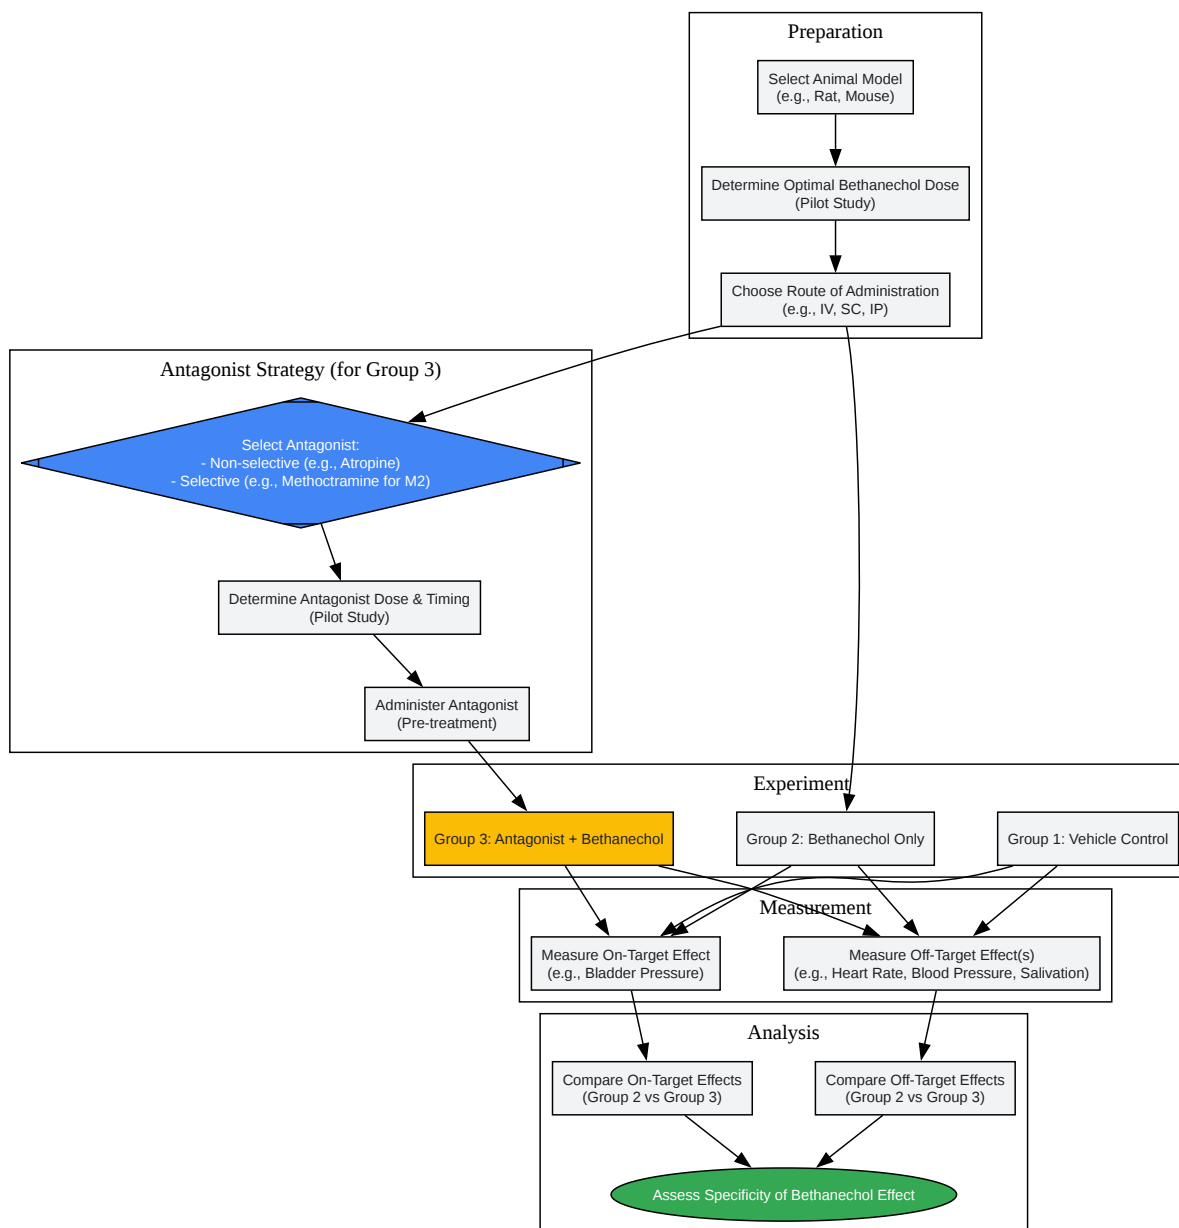 Preparation
Select Animal Model
(e.g., Rat, Mouse)
Determine Optimal Bethanechol Dose
(Pilot Study)
Choose Route of Administration
(e.g., IV, SC, IP)
Antagonist Strategy (for Group 3)
Select Antagonist:
- Non-selective (e.g., Atropine)
- Selective (e.g., Methoctramine for M2)
Determine Antagonist Dose & Timing
(Pilot Study)
Administer Antagonist
(Pre-treatment)
Experiment
Group 3: Antagonist + Bethanechol
Group 2: Bethanechol Only
Group 1: Vehicle Control
Measurement
Measure On-Target Effect
(e.g., Bladder Pressure)
Measure Off-Target Effect(s)
(e.g., Heart Rate, Blood Pressure, Salivation)
Analysis
Compare On-Target Effects
(Group 2 vs Group 3)
Compare Off-Target Effects
(Group 2 vs Group 3)
Assess Specificity of Bethanechol Effect